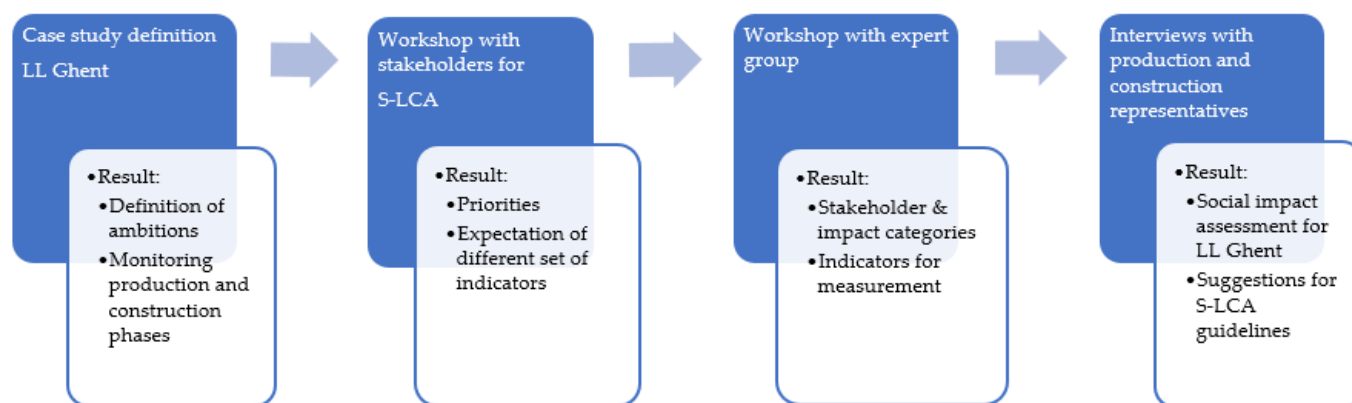 Case study definition
LL Ghent
•Result:
•Definition of
ambitions
•Monitoring
production and
construction
phases
Workshop with
stakeholders for
S-LCA
•Result:
•Priorities
•Expectation of
different set of
indicators
Workshop with expert
group
•Result:
•Stakeholder &
impact categories
•Indicators for
measurement
Interviews with
production and
construction
representatives
•Result:
•Social impact
assessment for
LL Ghent
•Suggestions for
S-LCA
guidelines